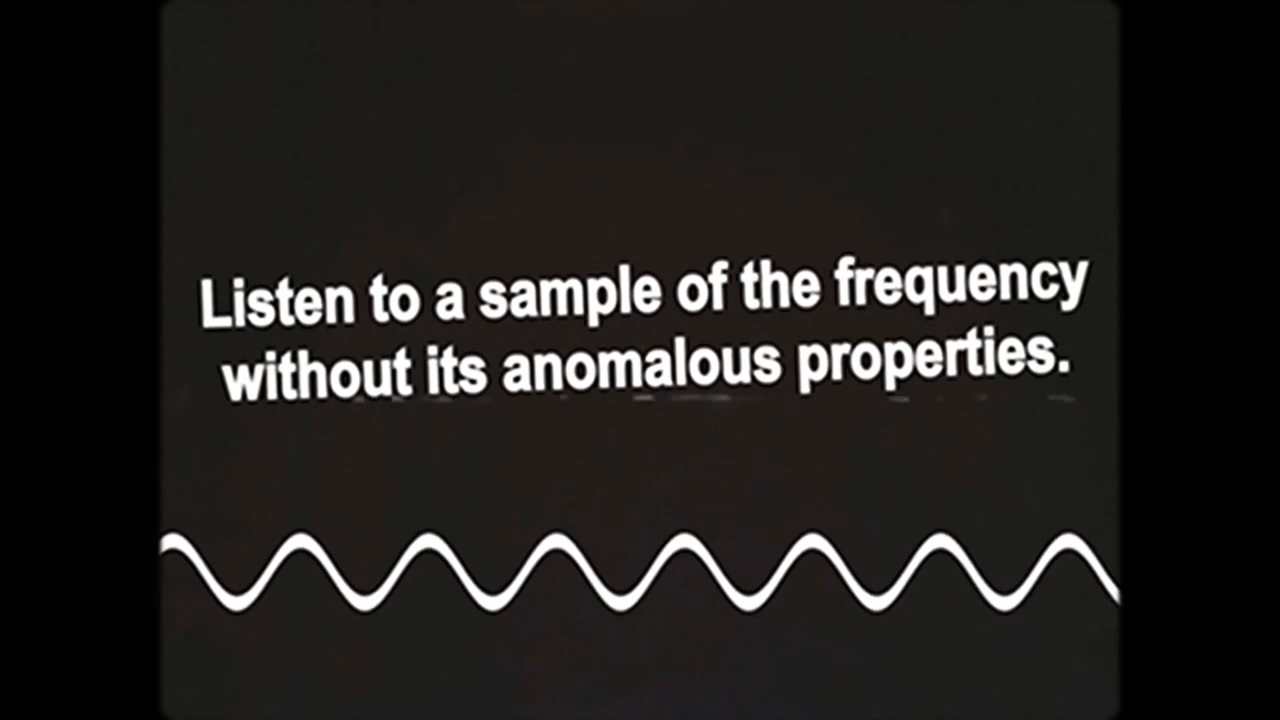 Listen to a sample of the frequency
without its anomalous properties.